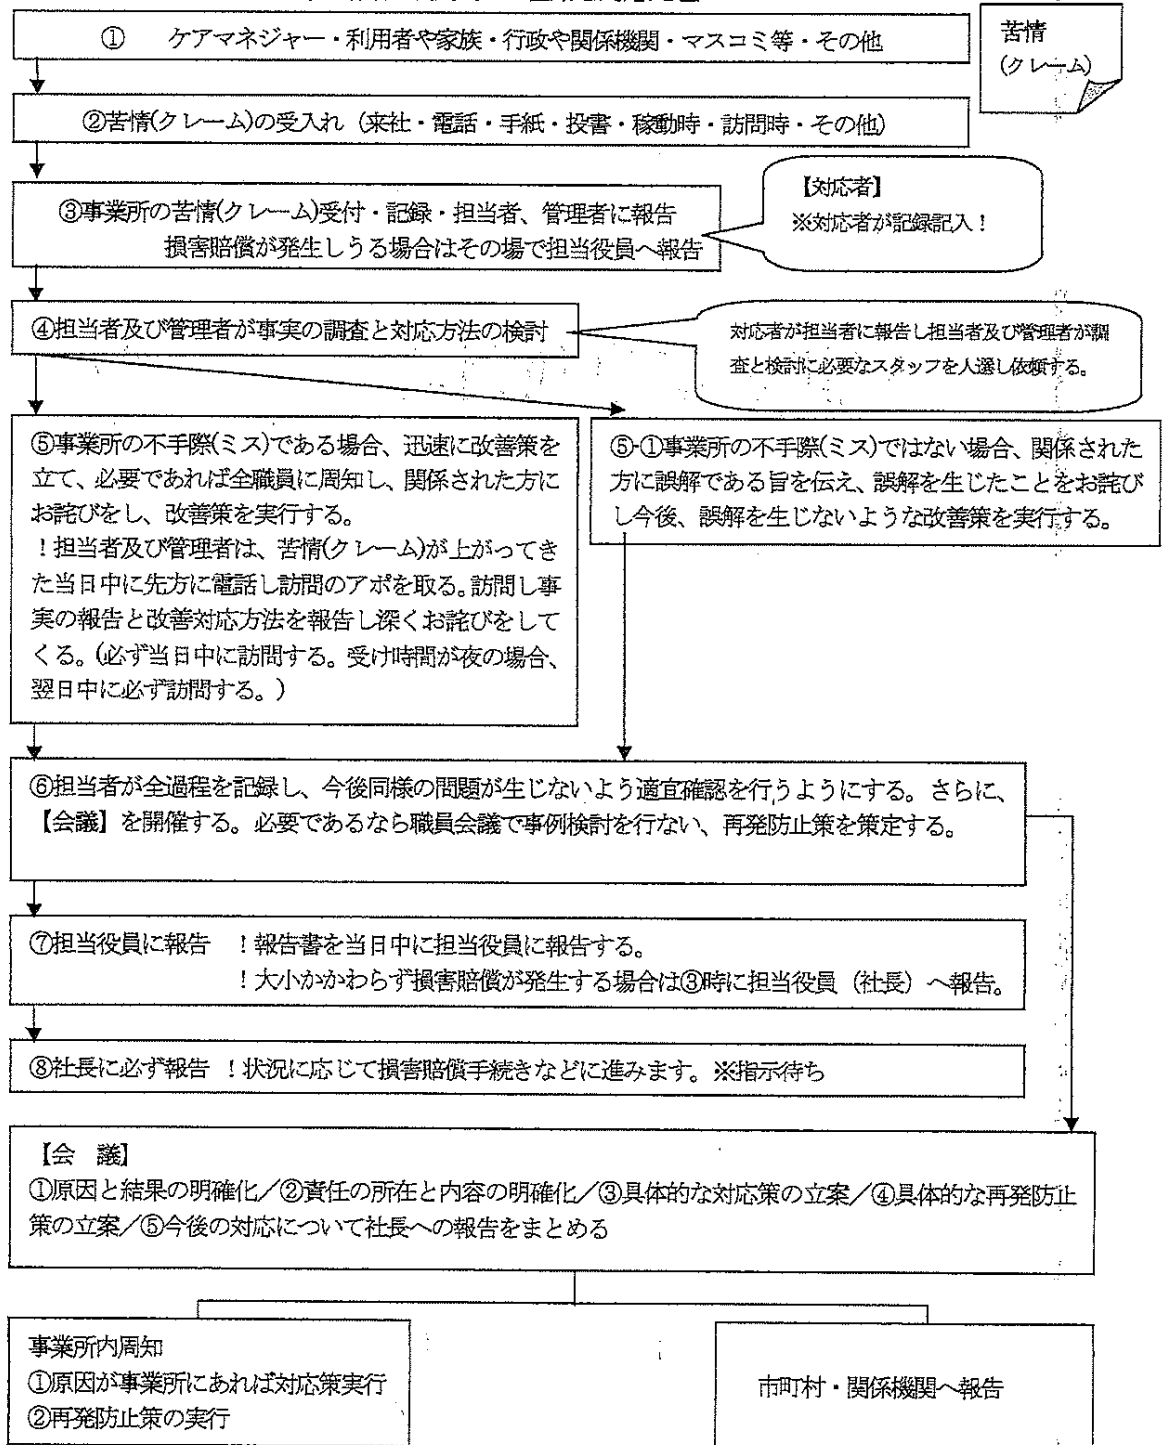 ① ケアマネジャー・利用者や家族・行政や関係機関・マスコミ等・その他
苦情
(クレーム)
②苦情(クレーム)の受入れ（来社・電話・手紙・投書・稼動時・訪問時・その他）
③事業所の苦情(クレーム)受付・記録・担当者、管理者に報告
損害賠償が発生しうる場合はその場で担当役員へ報告
【対応者】
※対応者が記録記入！
④担当者及び管理者が事実の調査と対応方法の検討
対応者が担当者に報告し担当者及び管理者が調
査と検討に必要なスタッフを人選し依頼する。
⑤事業所の不手際(ミス)である場合、迅速に改善策を
立て、必要であれば全職員に周知し、関係された方に
お詫びをし、改善策を実行する。
！担当者及び管理者は、苦情(クレーム)が上がってき
た当日中に先方に電話し訪問のアポを取る。訪問し事
実の報告と改善対応方法を報告し深くお詫びをして
くる。（必ず当日中に訪問する。受け時間が夜の場合、
翌日中に必ず訪問する。）
⑤-①事業所の不手際(ミス)ではない場合、関係された
方に誤解である旨を伝え、誤解を生じたことをお詫び
し今後、誤解を生じないような改善策を実行する。
⑥担当者が全過程を記録し、今後同様の問題が生じないよう適宜確認を行うようにする。さらに、
【会議】を開催する。必要であるなら職員会議で事例検討を行ない、再発防止策を策定する。
⑦担当役員に報告　！報告書を当日中に担当役員に報告する。
！大小かかわらず損害賠償が発生する場合は③時に担当役員（社長）へ報告。
⑧社長に必ず報告　！状況に応じて損害賠償手続きなどに進みます。※指示待ち
【会　議】
①原因と結果の明確化／②責任の所在と内容の明確化／③具体的な対応策の立案／④具体的な再発防止
策の立案／⑤今後の対応について社長への報告をまとめる
事業所内周知
①原因が事業所にあれば対応策実行
②再発防止策の実行
市町村・関係機関へ報告